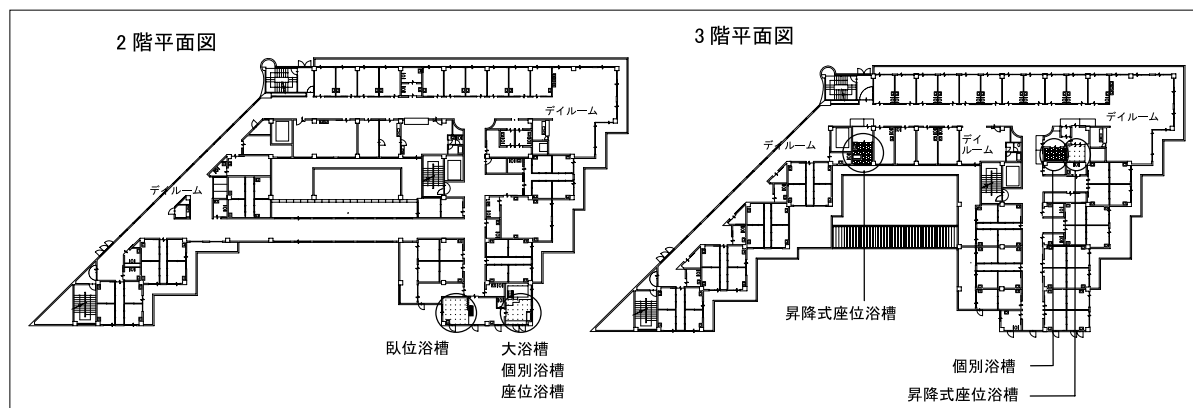 2階平面図
デイルーム
デイルーム
臥位浴槽
大浴槽
個別浴槽
座位浴槽
3階平面図
デイルーム
デイルーム
デイ
ルーム
昇降式座位浴槽
個別浴槽
昇降式座位浴槽